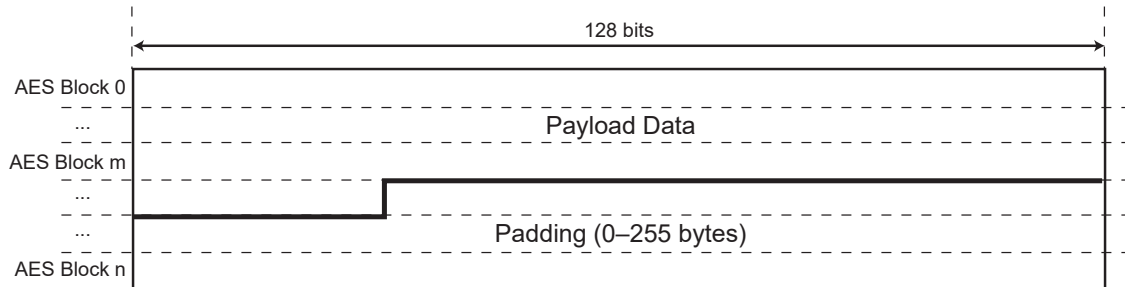 128 bits
AES Block 0
...
Payload Data
AES Block m
...
...
Padding (0–255 bytes)
AES Block n